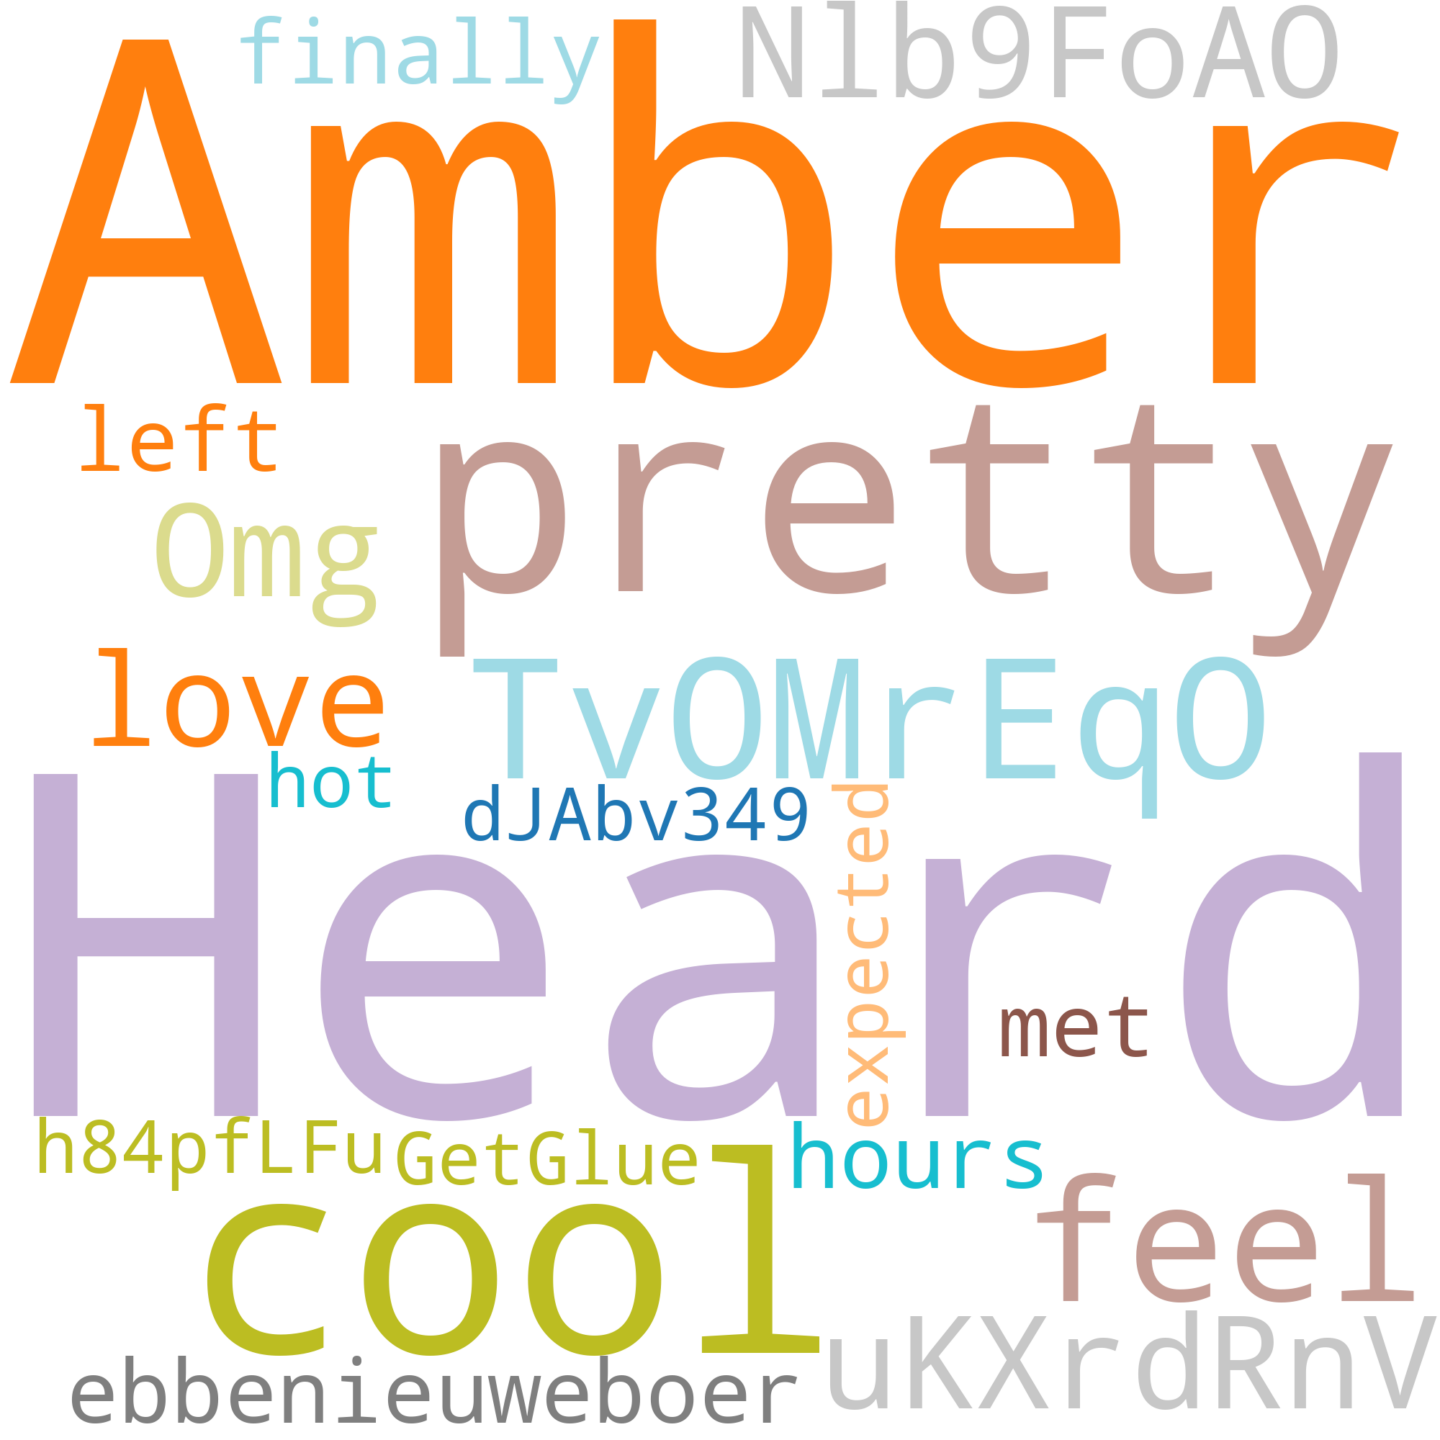 finally
Nlb9FoAO
Amber
left
pretty
Omg
love
TvOMrEqO
hot
dJAbv349
expected
Heard
met
h84pfLFu
GetGlue
hours
cool
feel
uKXrdRnV
ebbenieuweboer